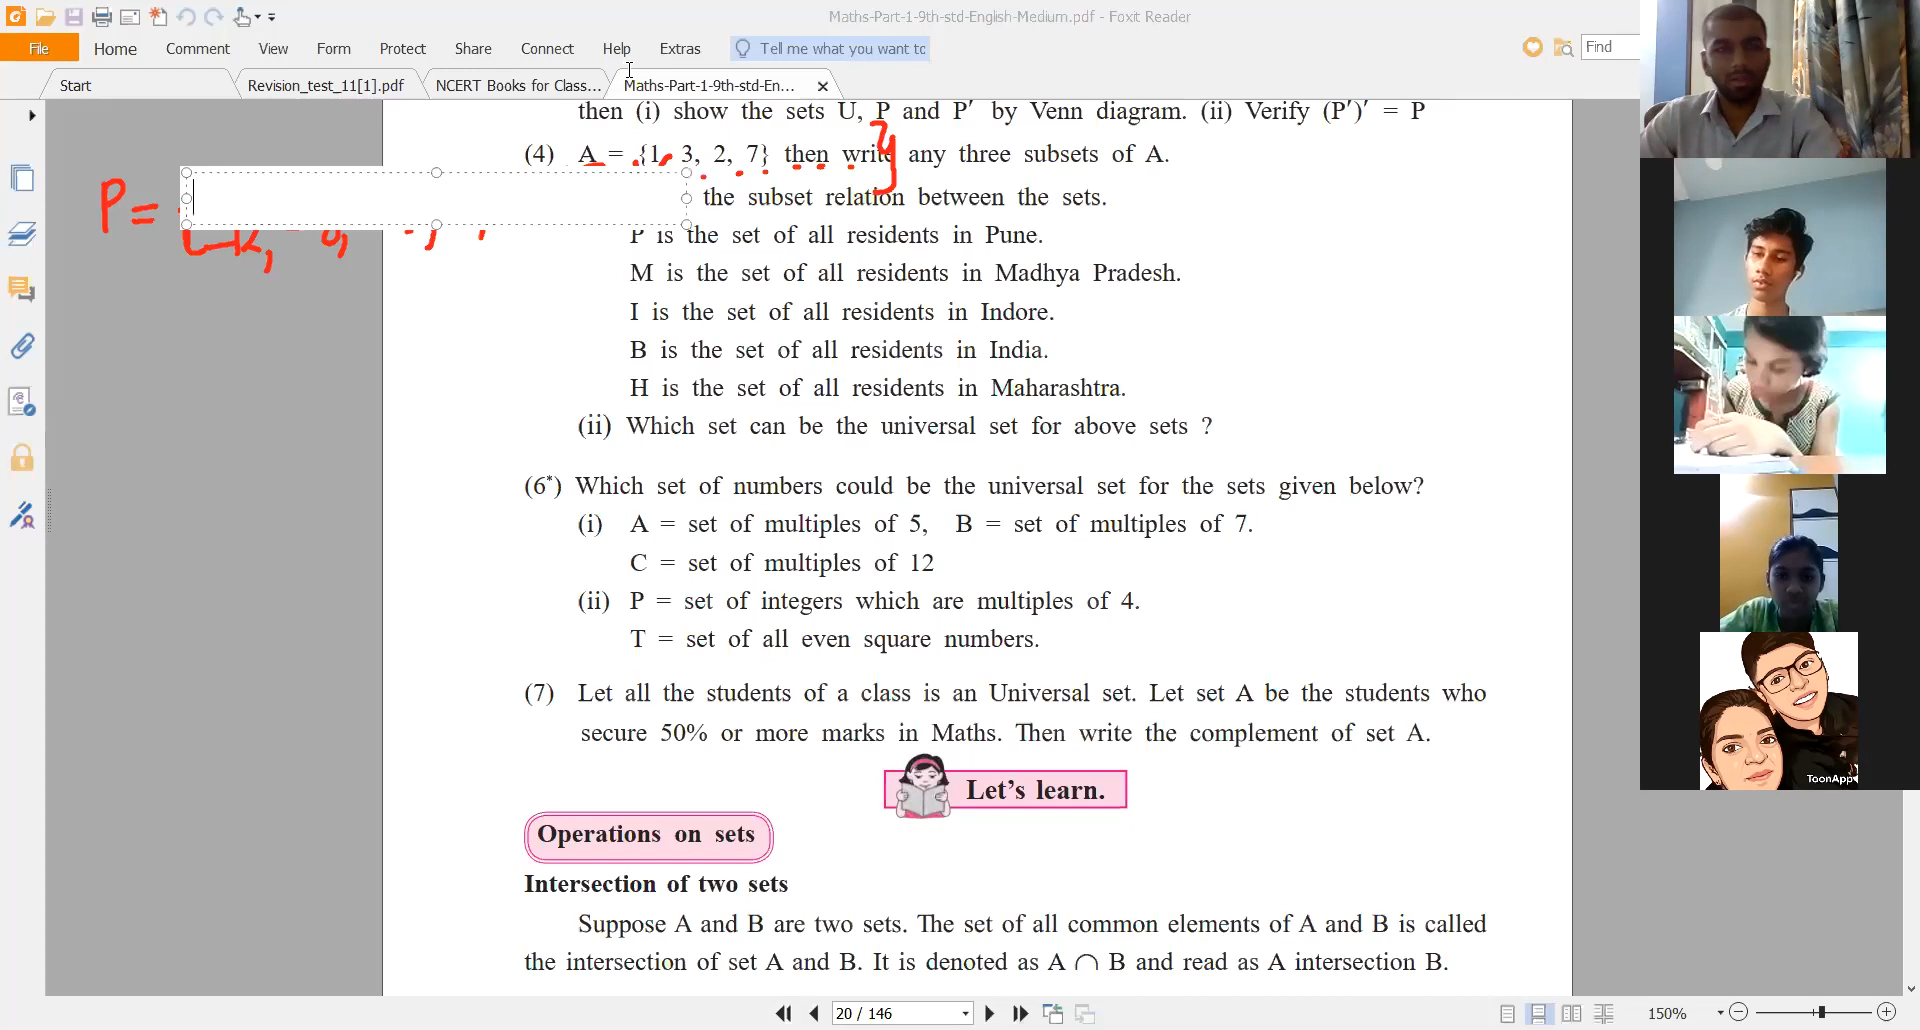 Maths-Part-1-9th-std-English-Medium.pdf - Foxit Reader
File Home Comment View Form Protect Share Connect Help Extras Tell me what you want to Find
Start Revision_test_11[1].pdf NCERT Books for Class... Maths-Part-1-9th-std-En...
then (i) show the sets U, P and P′ by Venn diagram. (ii) Verify (P′)′ = P
(4) A = {1, 3, 2, 7} then write any three subsets of A.
P =
the subset relation between the sets.
P is the set of all residents in Pune.
M is the set of all residents in Madhya Pradesh.
I is the set of all residents in Indore.
B is the set of all residents in India.
H is the set of all residents in Maharashtra.
(ii) Which set can be the universal set for above sets ?
(6*) Which set of numbers could be the universal set for the sets given below?
(i) A = set of multiples of 5, B = set of multiples of 7.
C = set of multiples of 12
(ii) P = set of integers which are multiples of 4.
T = set of all even square numbers.
(7) Let all the students of a class is an Universal set. Let set A be the students who
secure 50% or more marks in Maths. Then write the complement of set A.
Let's learn.
Operations on sets
Intersection of two sets
Suppose A and B are two sets. The set of all common elements of A and B is called
the intersection of set A and B. It is denoted as A ∩ B and read as A intersection B.
ToonApp
20 / 146
150%